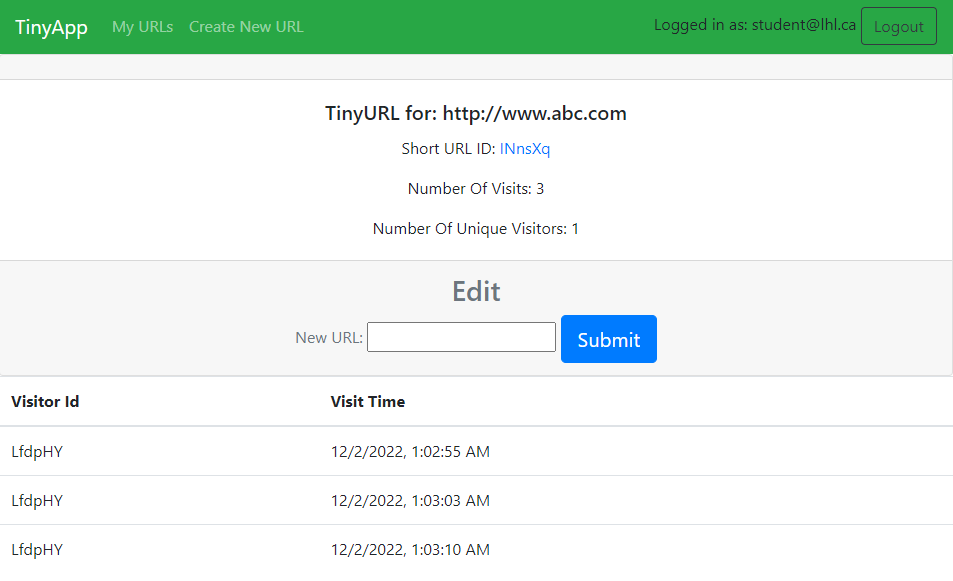 TinyApp My URLs Create New URL Logged in as: student@lhl.ca Logout
TinyURL for: http://www.abc.com
Short URL ID: INnsXq
Number Of Visits: 3
Number Of Unique Visitors: 1
Edit
New URL: Submit
Visitor Id Visit Time
LfdpHY 12/2/2022, 1:02:55 AM
LfdpHY 12/2/2022, 1:03:03 AM
LfdpHY 12/2/2022, 1:03:10 AM